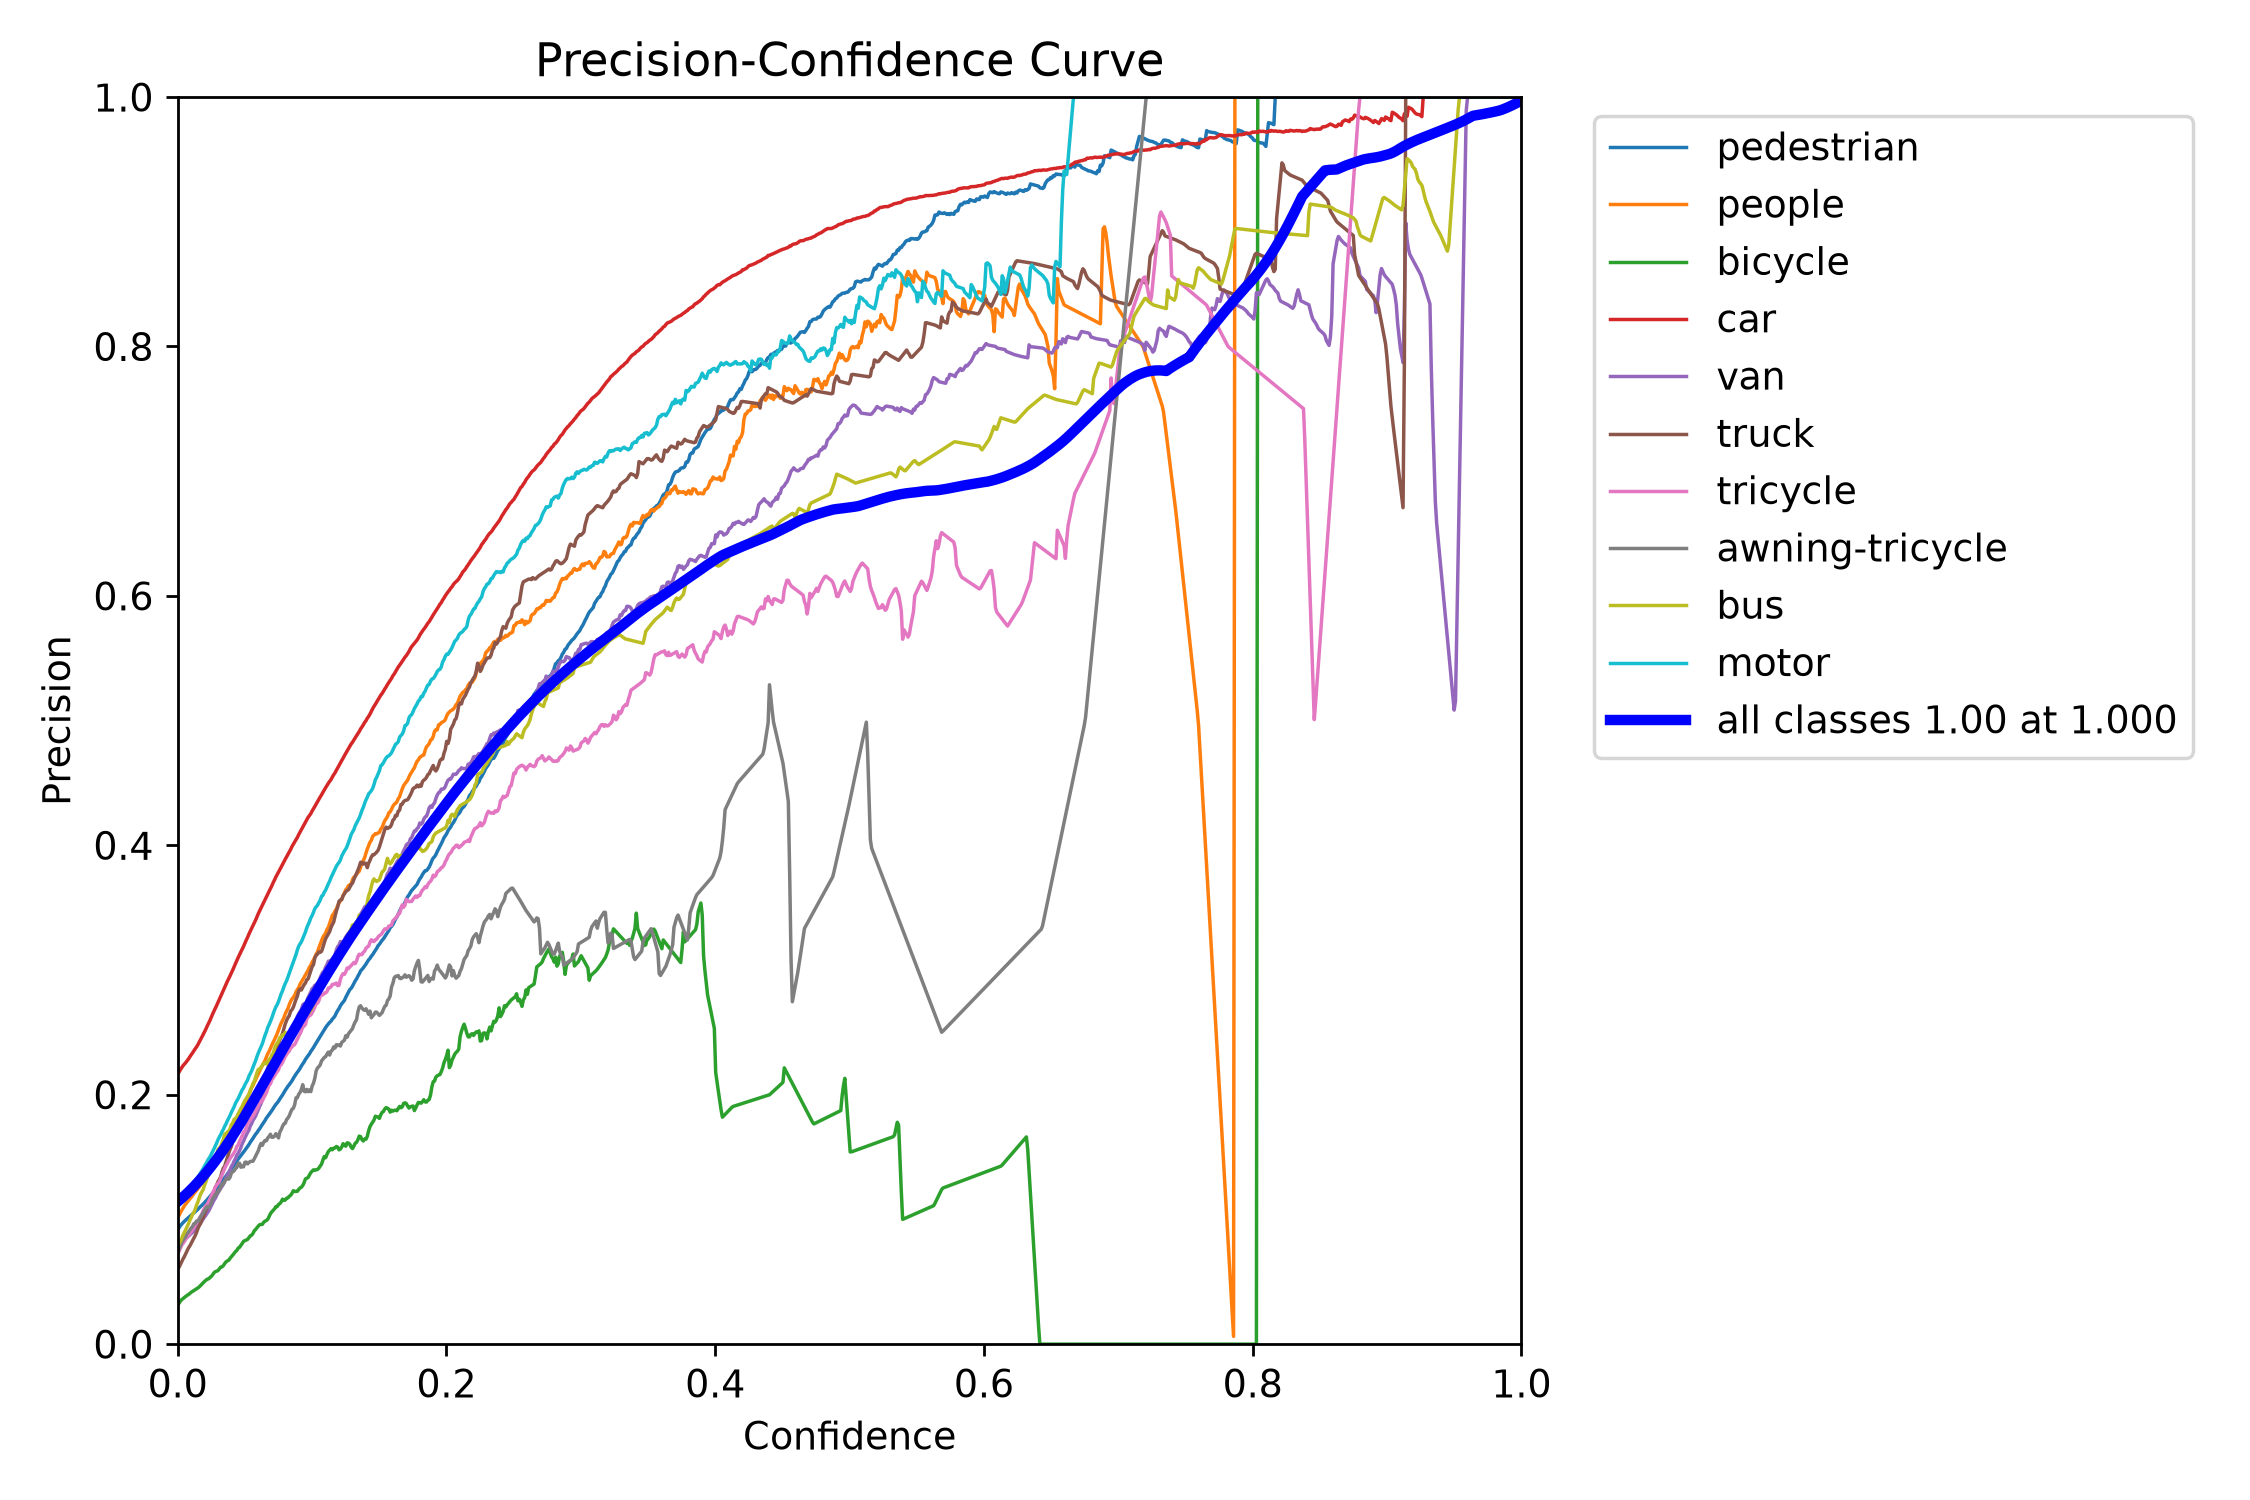 Precision-Confidence Curve
1.0
0.8
0.6
0.4
0.2
0.0
Precision
0.0 0.2 0.4 0.6 0.8 1.0
Confidence
pedestrian
people
bicycle
car
van
truck
tricycle
awning-tricycle
bus
motor
all classes 1.00 at 1.000